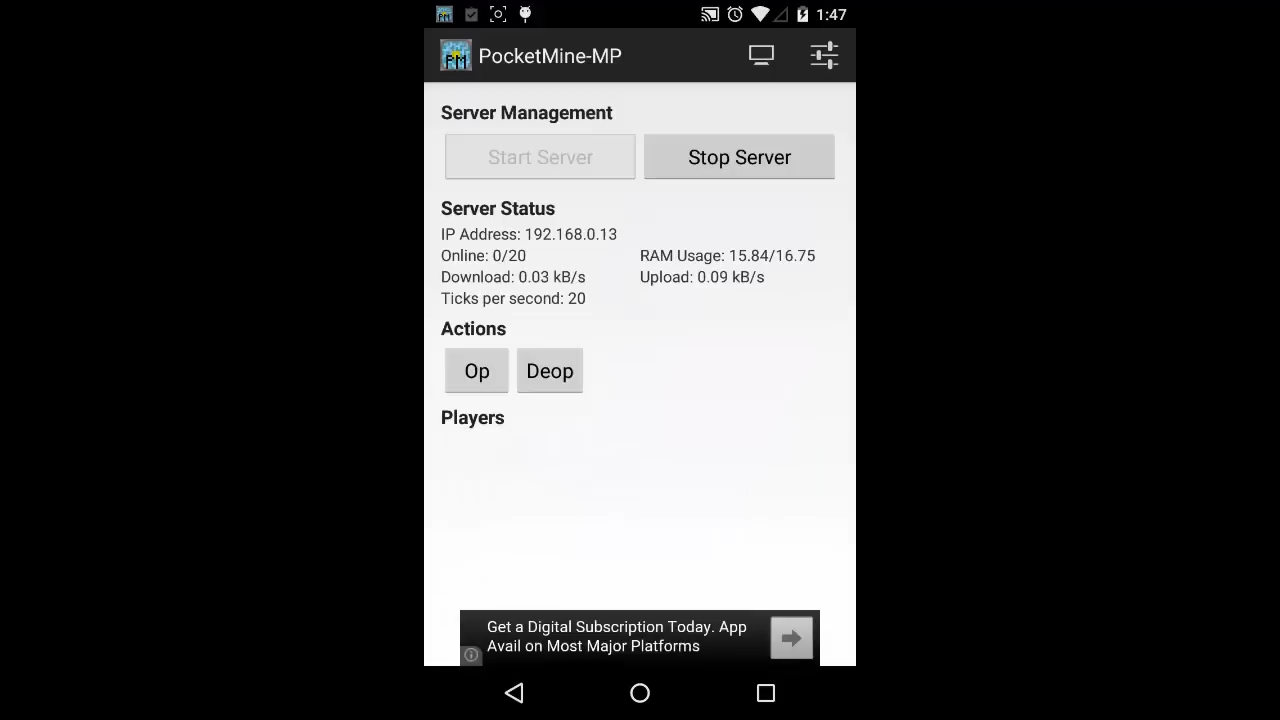 1:47
PocketMine-MP
Server Management
Start Server Stop Server
Server Status
IP Address: 192.168.0.13
Online: 0/20 RAM Usage: 15.84/16.75
Download: 0.03 kB/s Upload: 0.09 kB/s
Ticks per second: 20
Actions
Op Deop
Players
Get a Digital Subscription Today. App
Avail on Most Major Platforms